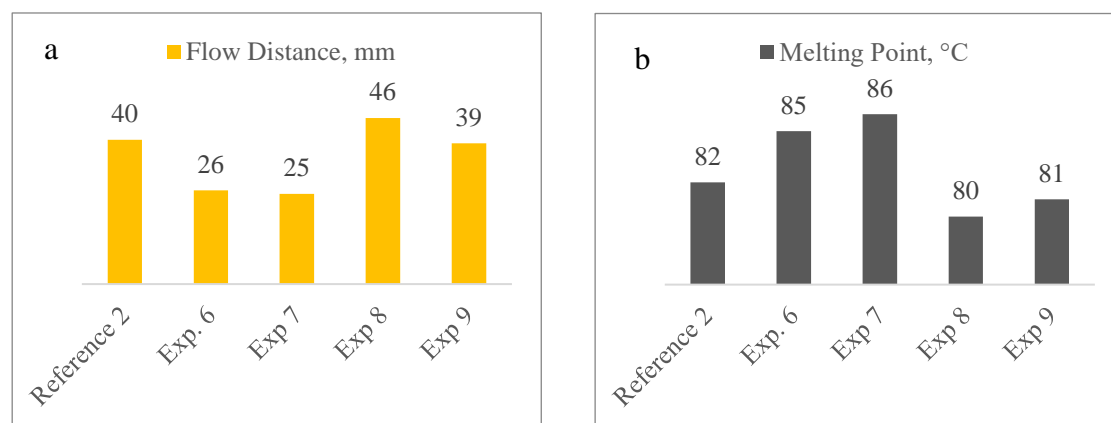 a
Flow Distance, mm
40
26
25
46
39
Reference 2
Exp. 6
Exp 7
Exp 8
Exp 9
b
Melting Point, °C
82
85
86
80
81
Reference 2
Exp. 6
Exp 7
Exp 8
Exp 9